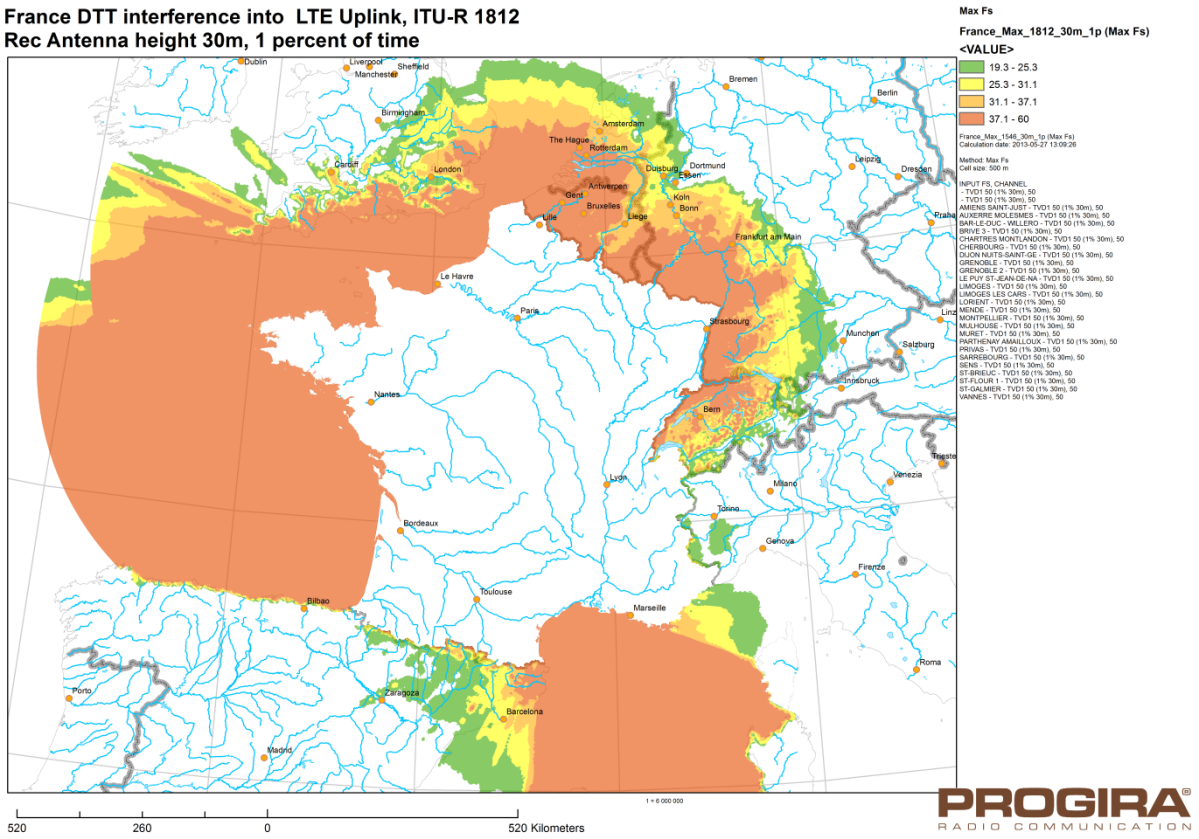 France DTT interference into LTE Uplink, ITU-R 1812
Rec Antenna height 30m, 1 percent of time
Dublin
Liverpool
Manchester
Sheffield
Birmingham
Cardiff
London
Amsterdam
The Hague
Rotterdam
Bremen
Berlin
Dortmund
Duisburg
Essen
Leipzig
Dresden
Antwerpen
Gent
Bruxelles
Lille
Liege
Koln
Bonn
Praha
Frankfurt am Main
Le Havre
Paris
Strasbourg
Linz
Munchen
Salzburg
Innsbruck
Nantes
Bern
Lyon
Milano
Venezia
Trieste
Torino
Genova
Bordeaux
Firenze
Toulouse
Marseille
Bilbao
Roma
Porto
Zaragoza
Barcelona
Madrid
Max Fs
France_Max_1812_30m_1p (Max Fs)
<VALUE>
19.3 - 25.3
25.3 - 31.1
31.1 - 37.1
37.1 - 60
France_Max_1546_30m_1p (Max Fs)
Calculation date: 2013-05-27 13:09:26
Method: Max Fs
Cell size: 500 m
INPUT FS, CHANNEL
- TVD1 50 (1% 30m), 50
- TVD1 50 (1% 30m), 50
AMIENS SAINT-JUST - TVD1 50 (1% 30m), 50
AUXERRE MOLESMES - TVD1 50 (1% 30m), 50
BAR-LE-DUC - WILLERO - TVD1 50 (1% 30m), 50
BRIVE 3 - TVD1 50 (1% 30m), 50
CHARTRES MONTLANDON - TVD1 50 (1% 30m), 50
CHERBOURG - TVD1 50 (1% 30m), 50
DIJON NUITS-SAINT-GE - TVD1 50 (1% 30m), 50
GRENOBLE - TVD1 50 (1% 30m), 50
GRENOBLE 2 - TVD1 50 (1% 30m), 50
LE PUY ST-JEAN-DE-NA - TVD1 50 (1% 30m), 50
LIMOGES - TVD1 50 (1% 30m), 50
LIMOGES LES CARS - TVD1 50 (1% 30m), 50
LORIENT - TVD1 50 (1% 30m), 50
MENDE - TVD1 50 (1% 30m), 50
MONTPELLIER - TVD1 50 (1% 30m), 50
MULHOUSE - TVD1 50 (1% 30m), 50
MURET - TVD1 50 (1% 30m), 50
PARTHENAY AMAILLOUX - TVD1 50 (1% 30m), 50
PRIVAS - TVD1 50 (1% 30m), 50
SARREBOURG - TVD1 50 (1% 30m), 50
SENS - TVD1 50 (1% 30m), 50
ST-BRIEUC - TVD1 50 (1% 30m), 50
ST-FLOUR 1 - TVD1 50 (1% 30m), 50
ST-GALMIER - TVD1 50 (1% 30m), 50
VANNES - TVD1 50 (1% 30m), 50
1 = 6 000 000
520 260 0 520 Kilometers
PROGIRA®
RADIO COMMUNICATION